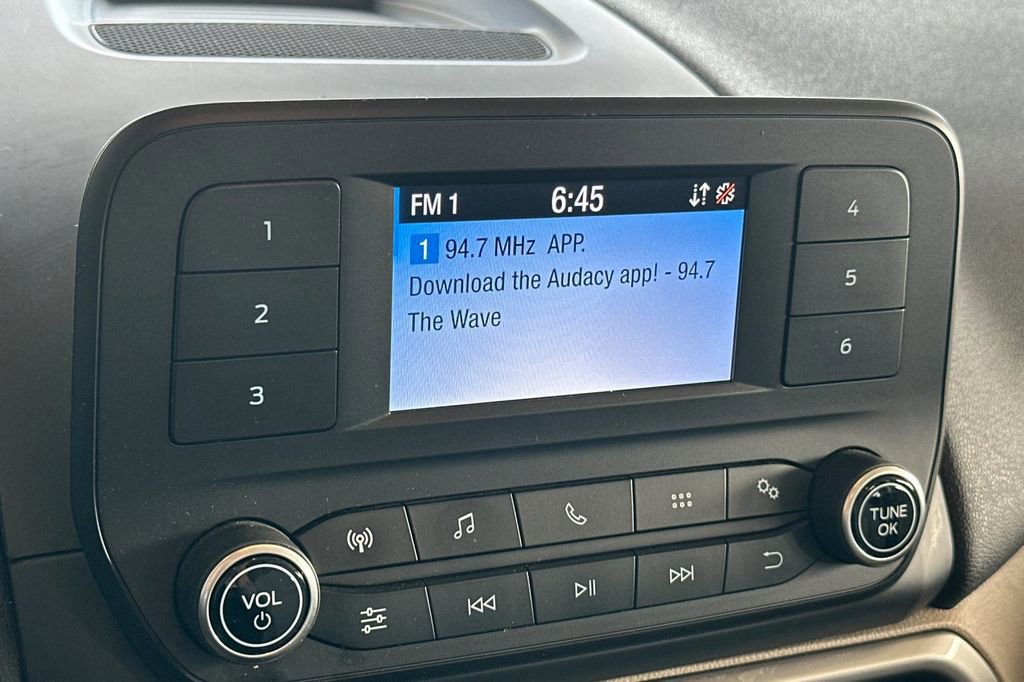 FM 1 6:45
1 94.7 MHz APP.
Download the Audacy app! - 94.7
The Wave
1
2
3
4
5
6
VOL
TUNE
OK